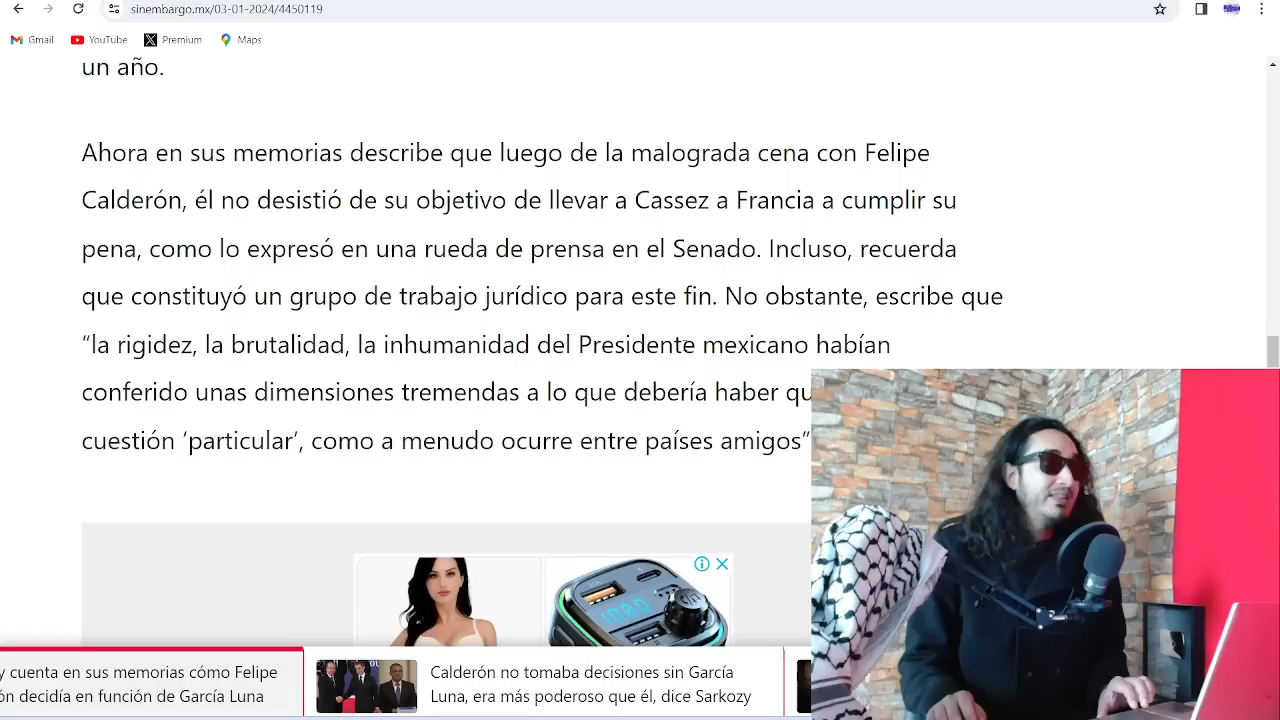 sinembargo.mx/03-01-2024/4450119
Gmail
YouTube
Premium
Maps
un año.
Ahora en sus memorias describe que luego de la malograda cena con Felipe
Calderón, él no desistió de su objetivo de llevar a Cassez a Francia a cumplir su
pena, como lo expresó en una rueda de prensa en el Senado. Incluso, recuerda
que constituyó un grupo de trabajo jurídico para este fin. No obstante, escribe que
“la rigidez, la brutalidad, la inhumanidad del Presidente mexicano habían
conferido unas dimensiones tremendas a lo que debería haber qu
cuestión ‘particular’, como a menudo ocurre entre países amigos”
1080
y cuenta en sus memorias cómo Felipe
ón decidía en función de García Luna
Calderón no tomaba decisiones sin García
Luna, era más poderoso que él, dice Sarkozy